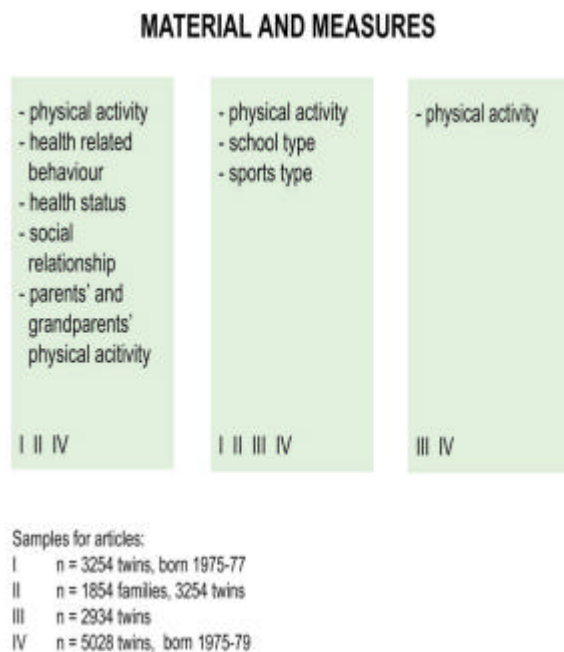 MATERIAL AND MEASURES
- physical activity
- health related
behaviour
- health status
- social
relationship
- parents' and
grandparents'
physical acitivity
I II IV
- physical activity
- school type
- sports type
I II III IV
- physical activity
III IV
Samples for articles:
I n = 3254 twins, born 1975-77
II n = 1854 families, 3254 twins
III n = 2934 twins
IV n = 5028 twins, born 1975-79